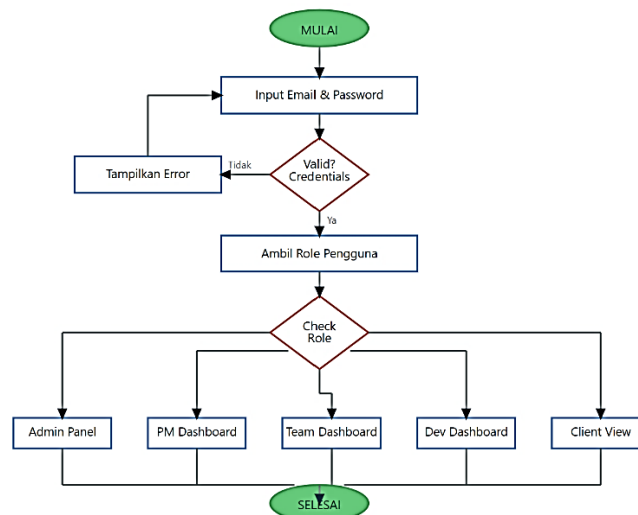 MULAI
Input Email & Password
Valid?
Credentials
Tidak
Tampilkan Error
Ya
Ambil Role Pengguna
Check
Role
Admin Panel
PM Dashboard
Team Dashboard
Dev Dashboard
Client View
SELESAI